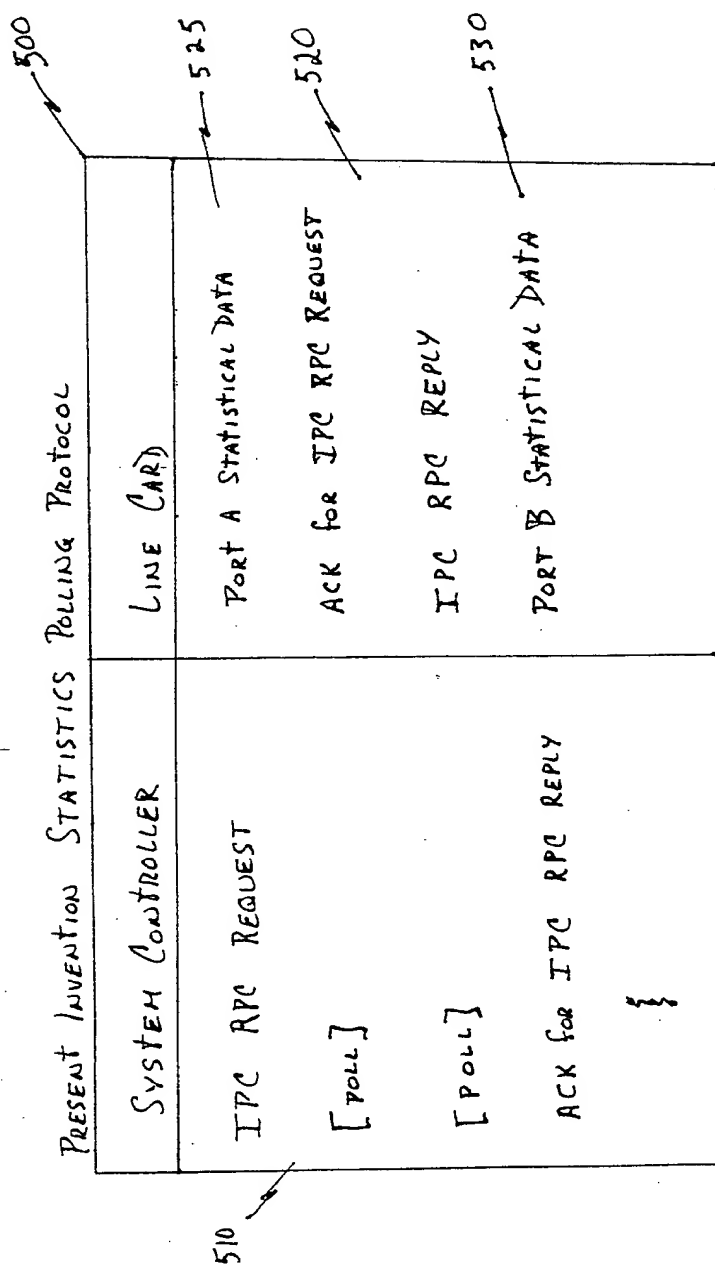 PRESENT INVENTION STATISTICS POLLING PROTOCOL
500
SYSTEM CONTROLLER LINE CARD
525
IPC RPC REQUEST PORT A STATISTICAL DATA
510
[POLL] ACK for IPC RPC REQUEST
520
[POLL] IPC RPC REPLY
ACK for IPC RPC REPLY PORT B STATISTICAL DATA
530